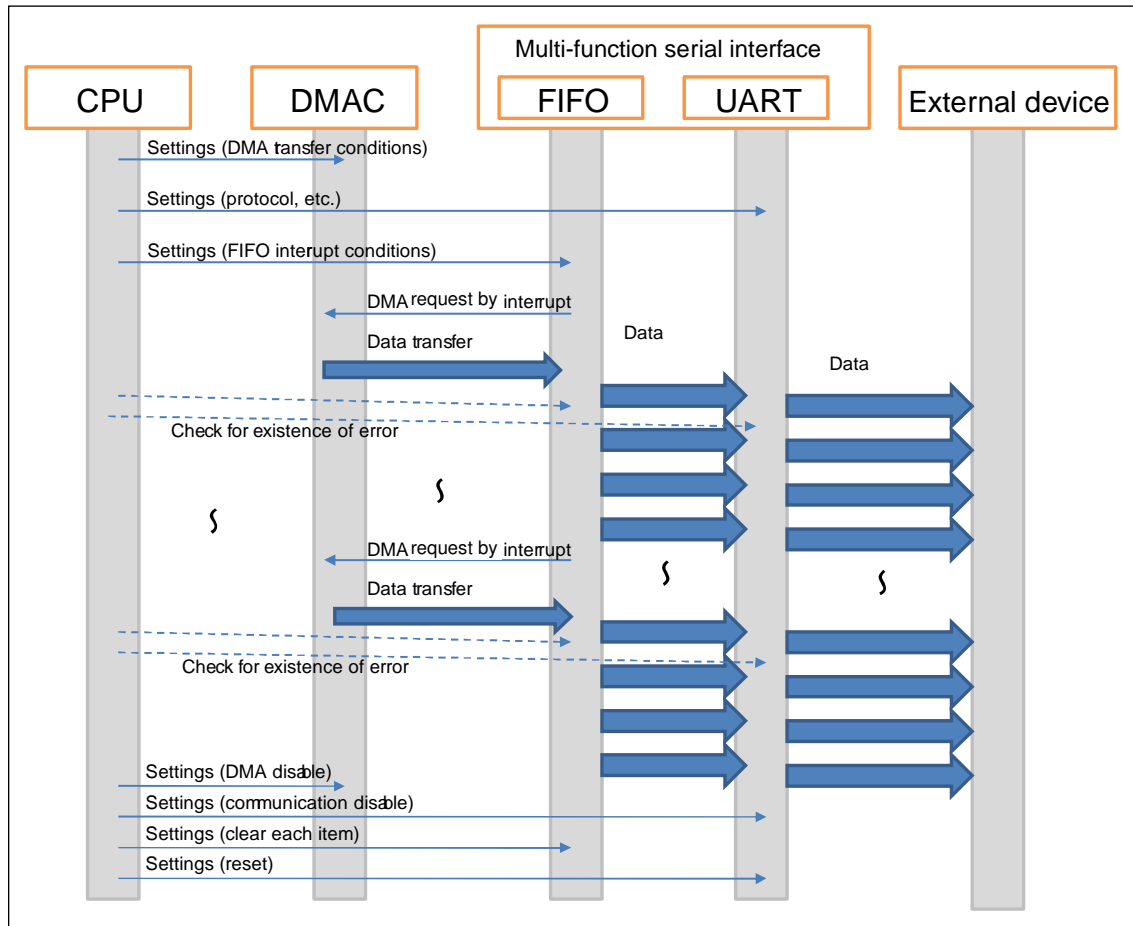 Multi-function serial interface
CPU
DMAC
FIFO
UART
External device
Settings (DMA transfer conditions)
Settings (protocol, etc.)
Settings (FIFO interrupt conditions)
DMA request by interrupt
Data transfer
Data
Data
Check for existence of error
DMA request by interrupt
Data transfer
Check for existence of error
Settings (DMA disable)
Settings (communication disable)
Settings (clear each item)
Settings (reset)